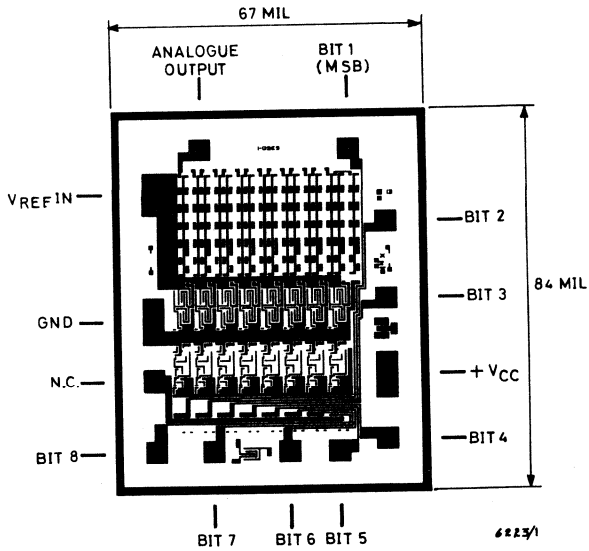 67 MIL
ANALOGUE
OUTPUT
BIT 1
(MSB)
VREF IN
BIT 2
BIT 3
84 MIL
GND
+ VCC
N.C.
BIT 4
BIT 8
BIT 7
BIT 6
BIT 5
6223/1